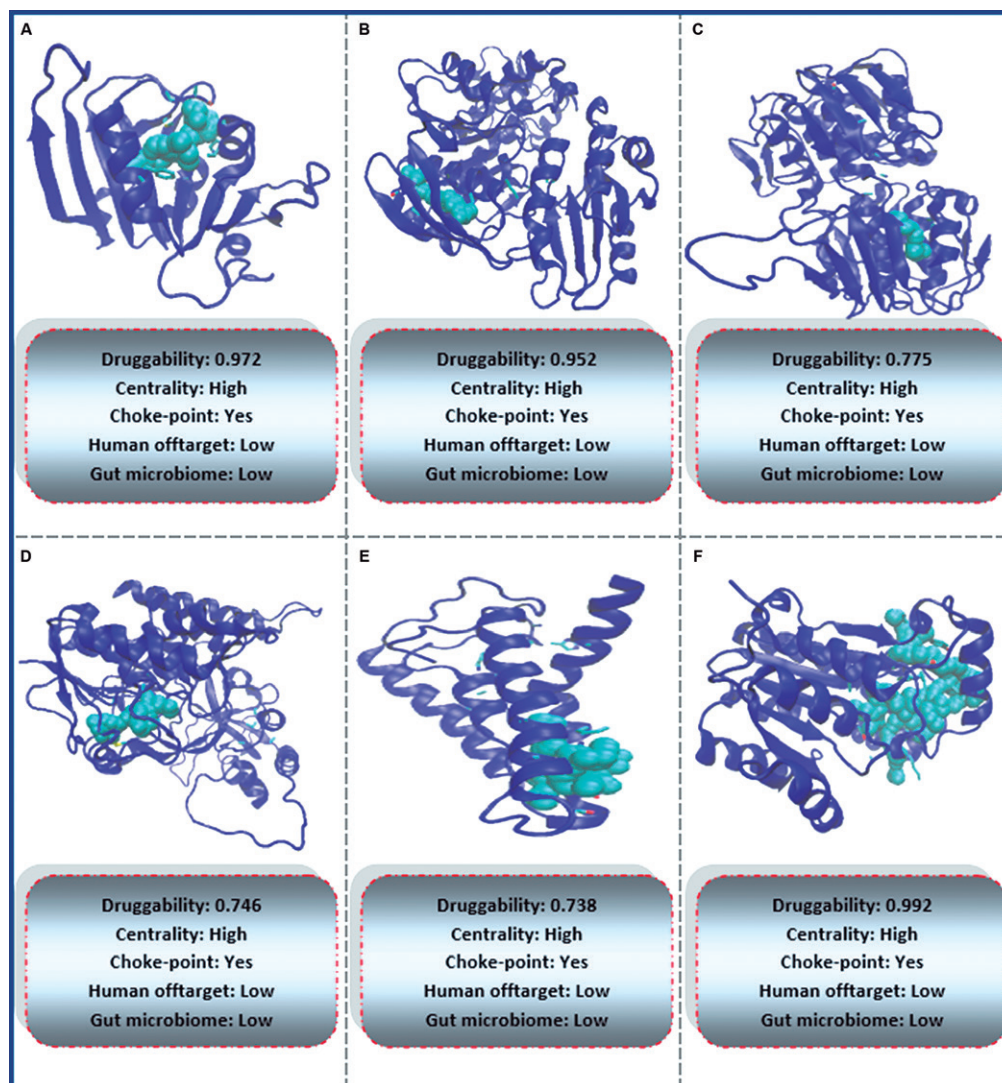 A
B
C
Druggability: 0.972
Centrality: High
Choke-point: Yes
Human offtarget: Low
Gut microbiome: Low
Druggability: 0.952
Centrality: High
Choke-point: Yes
Human offtarget: Low
Gut microbiome: Low
Druggability: 0.775
Centrality: High
Choke-point: Yes
Human offtarget: Low
Gut microbiome: Low
D
E
F
Druggability: 0.746
Centrality: High
Choke-point: Yes
Human offtarget: Low
Gut microbiome: Low
Druggability: 0.738
Centrality: High
Choke-point: Yes
Human offtarget: Low
Gut microbiome: Low
Druggability: 0.992
Centrality: High
Choke-point: Yes
Human offtarget: Low
Gut microbiome: Low